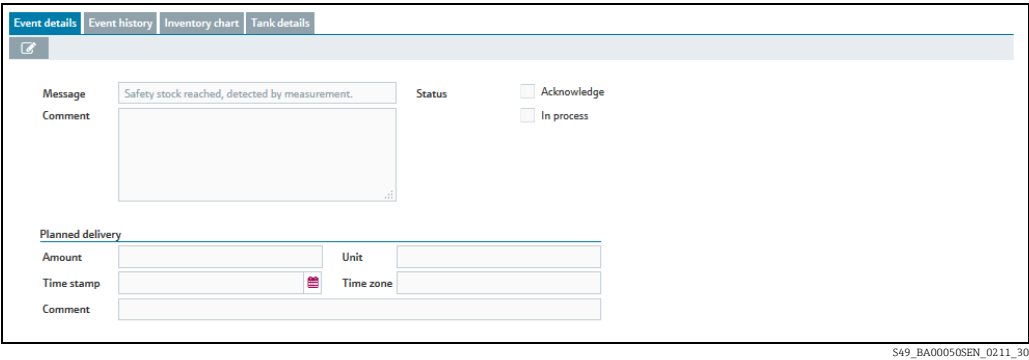 Event details Event history Inventory chart Tank details
Message Safety stock reached, detected by measurement. Status Acknowledge
Comment In process
Planned delivery
Amount Unit
Time stamp Time zone
Comment
S49_BA00050SEN_0211_30